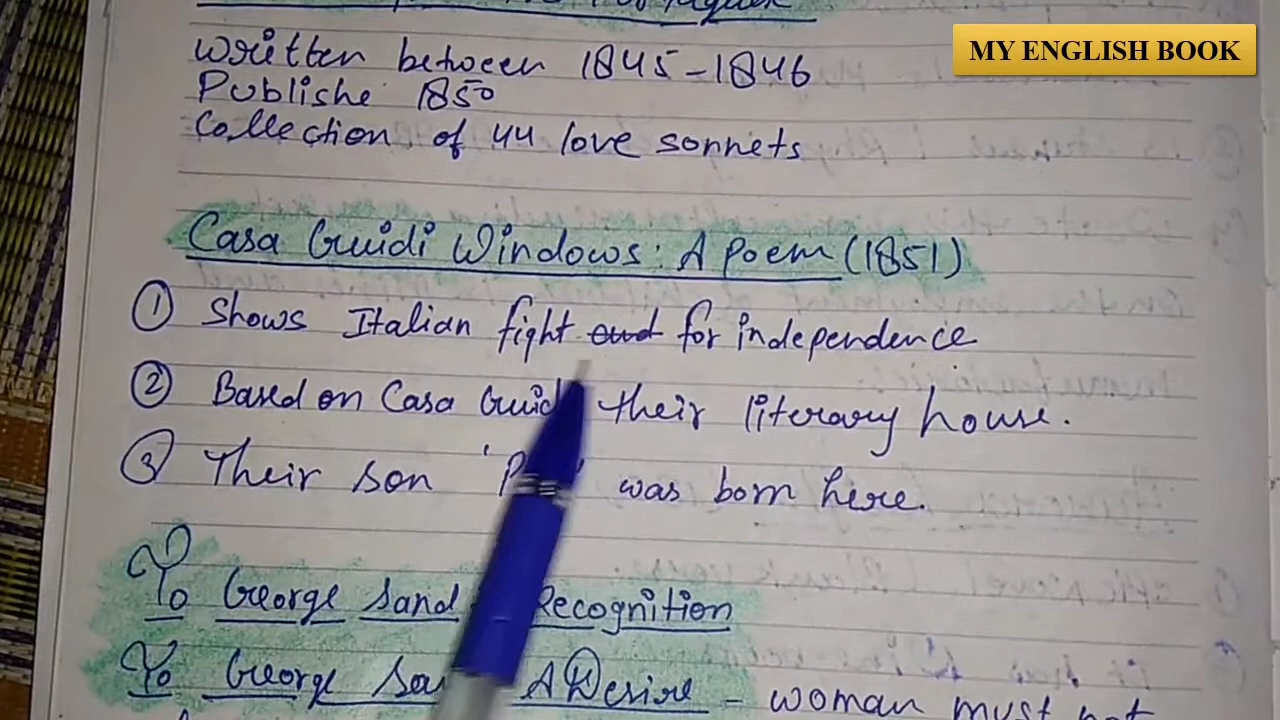 MY ENGLISH BOOK
Written between 1845-1846
Publishe 1850
Collection of 44 love sonnets
Casa Guidi Windows: A Poem (1851)
① Shows Italian fight and for independence
② Based on Casa Guidi their literary house.
③ Their son was born here.
To George Sand Recognition
To George A Desire - woman must not